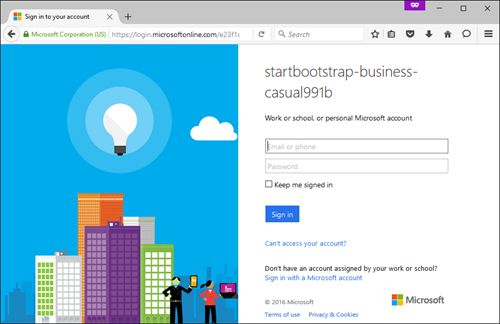 Sign in to your account
Microsoft Corporation (US)
https://login.microsoftonline.com/e23f1
Search
startbootstrap-business-
casual991b
Work or school, or personal Microsoft account
Email or phone
Password
Keep me signed in
Sign in
Can't access your account?
Don't have an account assigned by your work or school?
Sign in with a Microsoft account
© 2016 Microsoft
Microsoft
Terms of use
Privacy & Cookies